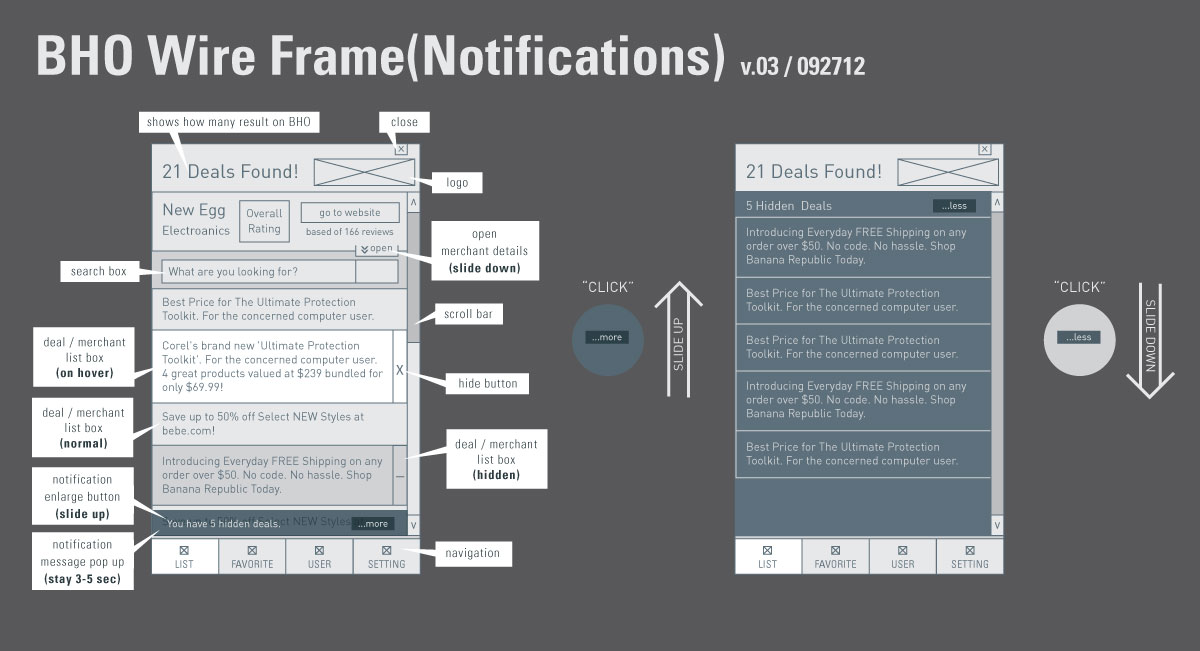 BHO Wire Frame(Notifications) v.03 / 092712
shows how many result on BHO
close
21 Deals Found!
logo
New Egg
Electroanics
Overall
Rating
go to website
based of 166 reviews
open
open
merchant details
(slide down)
search box
What are you looking for?
Best Price for The Ultimate Protection
Toolkit. For the concerned computer user.
scroll bar
deal / merchant
list box
(on hover)
Corel's brand new 'Ultimate Protection
Toolkit'. For the concerned computer user.
4 great products valued at $239 bundled for
only $69.99!
X
hide button
deal / merchant
list box
(normal)
Save up to 50% off Select NEW Styles at
bebe.com!
deal / merchant
list box
(hidden)
Introducing Everyday FREE Shipping on any
order over $50. No code. No hassle. Shop
Banana Republic Today.
notification
enlarge button
(slide up)
Save up to 50% off Select NEW Styles
You have 5 hidden deals.
...more
notification
message pop up
(stay 3-5 sec)
navigation
LIST
FAVORITE
USER
SETTING
"CLICK"
...more
SLIDE UP
21 Deals Found!
5 Hidden Deals
...less
Introducing Everyday FREE Shipping on any
order over $50. No code. No hassle. Shop
Banana Republic Today.
Best Price for The Ultimate Protection
Toolkit. For the concerned computer user.
Best Price for The Ultimate Protection
Toolkit. For the concerned computer user.
Introducing Everyday FREE Shipping on any
order over $50. No code. No hassle. Shop
Banana Republic Today.
Best Price for The Ultimate Protection
Toolkit. For the concerned computer user.
LIST
FAVORITE
USER
SETTING
"CLICK"
...less
SLIDE DOWN